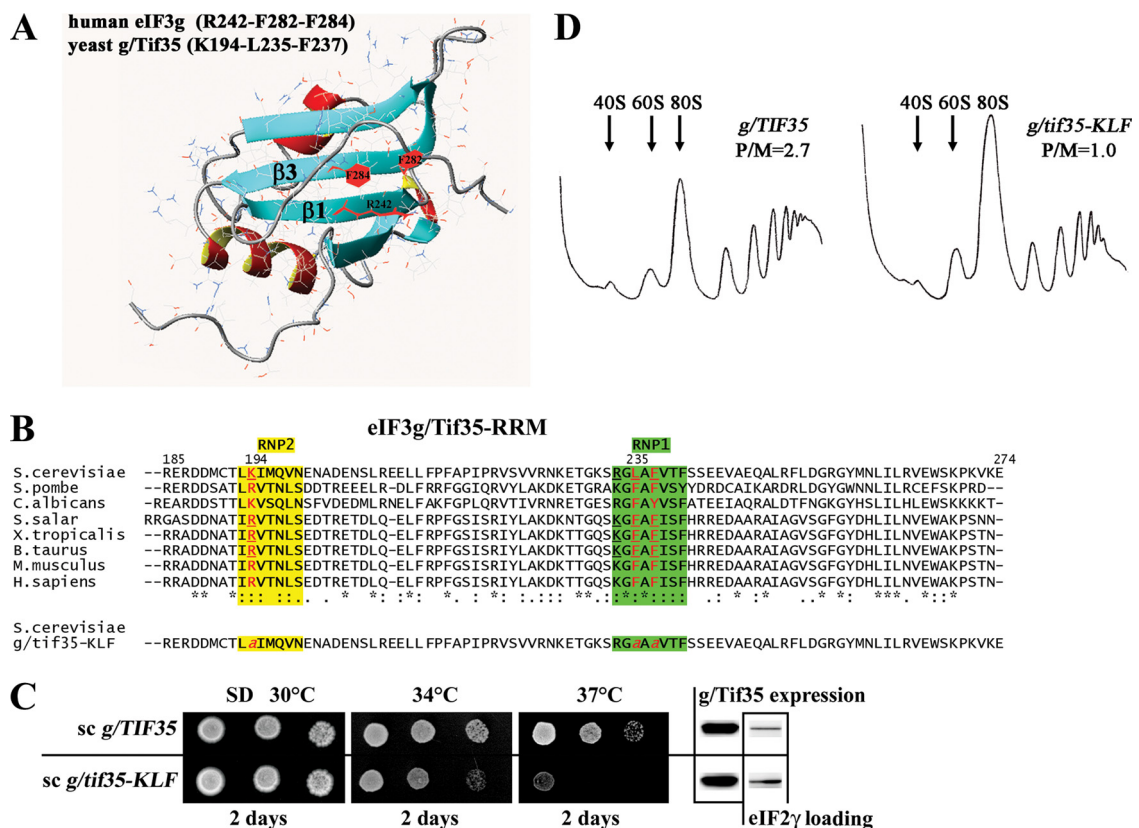 A
human eIF3g (R242-F282-F284)
yeast g/Tif35 (K194-L235-F237)
β3
F284
F282
β1
R242
D
40S 60S 80S
g/TIF35
P/M=2.7
40S 60S 80S
g/tif35-KLF
P/M=1.0
B
eIF3g/Tif35-RRM
RNP2 RNP1
185 194 235 274
S.cerevisiae --RERDDMCTLKIMQVNENADENSLREELLFPFAPIPRVSVVRNKETGKSRGLAFVTFSSEEVAEQALRFLDGRGYMNLILRVEWSKPKVKE
S.pombe --RERDDSATLRVTNLSDDTREEELR-DLFRRFGGIQRVYLAKDKETGRAKGFAFVSYYDRDCAIKARDRLDGYGWNNLILRCEFSKPRD--
C.albicans --REARDDSTTLKVSQLNSFVDEDMLRNELFAKFGPLQRVTIVRNRETGESRGFAYVSFATEEIAQRALDTFNGKGYHSLILHLEWSKKKKT-
S.salar RRGASDDNATIRVTNLSEDTRETDLQ-ELFRPFGSISRIYLAKDKNTGQSKGFAFISFHRREDAARAIAGVSGFGYDHLILNVEWAKPSNN-
X.tropicalis --RRADDNATIRVTNLSEDTRETDLQ-ELFRPFGSISRIYLAKDKTTGQSKGFAFISFHRREDAARAIAGVSGFGYDHLILNVEWAKPSTN-
B.taurus --RRADDNATIRVTNLSEDTRETDLQ-ELFRPFGSISRIYLAKDKTTGQSKGFAFISFHRREDAARAIAGVSGFGYDHLILNVEWAKPSTN-
M.musculus --RRADDNATIRVTNLSEDTRETDLQ-ELFRPFGSISRIYLAKDKTTGQSKGFAFISFHRREDAARAIAGVSGFGYDHLILNVEWAKPSTN-
H.sapiens --RRADDNATIRVTNLSEDTRETDLQ-ELFRPFGSISRIYLAKDKTTGQSKGFAFISFHRREDAARAIAGVSGFGYDHLILNVEWAKPSTN-
S.cerevisiae
g/tif35-KLF --RERDDMCTLaIMQVNENADENSLREELLFPFAPIPRVSVVRNKETGKSRGaAaVTFSSEEVAEQALRFLDGRGYMNLILRVEWSKPKVKE
C
SD 30°C 34°C 37°C g/Tif35 expression
sc g/TIF35
sc g/tif35-KLF
2 days 2 days 2 days eIF2γ loading